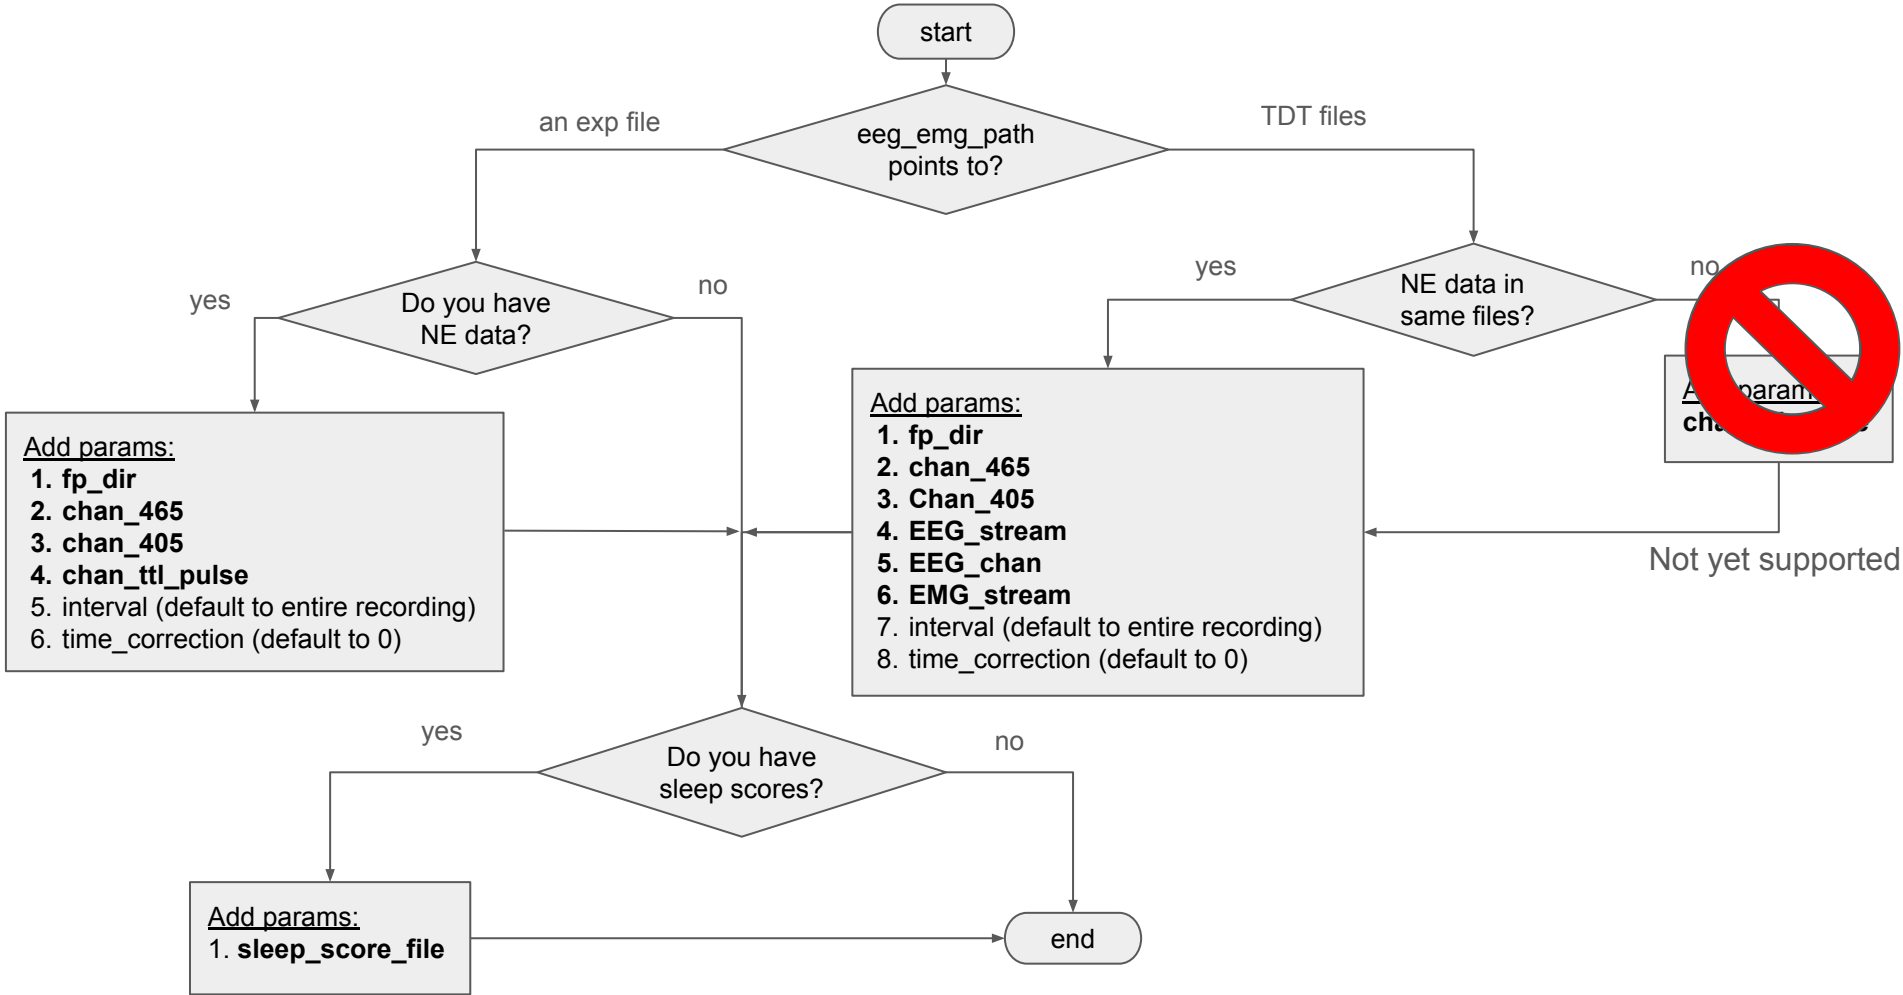 start
an exp file
eeg_emg_path
points to?
TDT files
yes
Do you have
NE data?
no
yes
NE data in
same files?
no
Add params:
1. fp_dir
2. chan_465
3. chan_405
4. chan_ttl_pulse
5. interval (default to entire recording)
6. time_correction (default to 0)
Add params:
1. fp_dir
2. chan_465
3. Chan_405
4. EEG_stream
5. EEG_chan
6. EMG_stream
7. interval (default to entire recording)
8. time_correction (default to 0)
Not yet supported
yes
Do you have
sleep scores?
no
Add params:
1. sleep_score_file
end